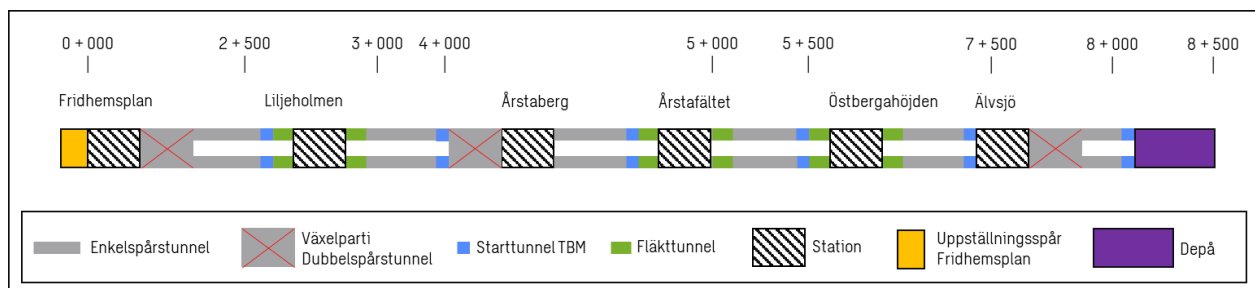 0 + 000 2 + 500 3 + 000 4 + 000 5 + 000 5 + 500 7 + 500 8 + 000 8 + 500
Fridhemsplan Liljeholmen Årstaberg Årstafältet Östbergahöjden Älvsjö
Enkelspårstunnel
Växelparti
Dubbelspårstunnel
Starttunnel TBM
Fläkttunnel
Station
Uppställningsspår
Fridhemsplan
Depå